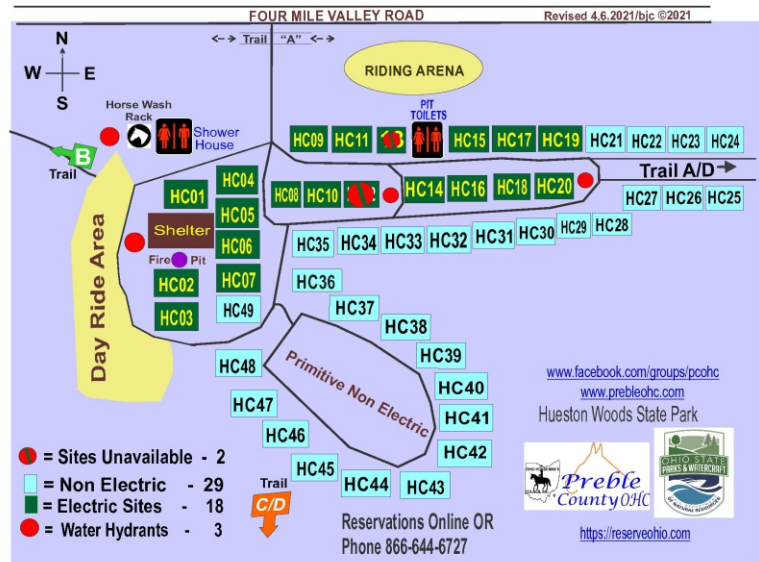 FOUR MILE VALLEY ROAD
Revised 4.6.2021/bjc ©2021
Trail "A"
N
W E
S
RIDING ARENA
Horse Wash
Rack
Shower
House
PIT
TOILETS
B
Trail
HC09 HC11 HC15 HC17 HC19 HC21 HC22 HC23 HC24
Trail A/D
HC01 HC04 HC08 HC10 HC14 HC16 HC18 HC20
HC27 HC26 HC25
Shelter
HC05
HC06
Fire Pit
HC02 HC07
HC03 HC49
HC35 HC34 HC33 HC32 HC31 HC30 HC29 HC28
Day Ride Area
HC36
HC37
HC38
HC39
HC40
HC41
HC42
HC43
HC44
HC45
HC46
HC47
HC48
Primitive Non Electric
www.facebook.com/groups/pcohc
www.prebleohc.com
Hueston Woods State Park
= Sites Unavailable - 2
= Non Electric - 29
= Electric Sites - 18
= Water Hydrants - 3
Trail
C/D
Reservations Online OR
Phone 866-644-6727
Preble
County OHC
OHIO STATE
PARKS & WATERCRAFT
https://reserveohio.com